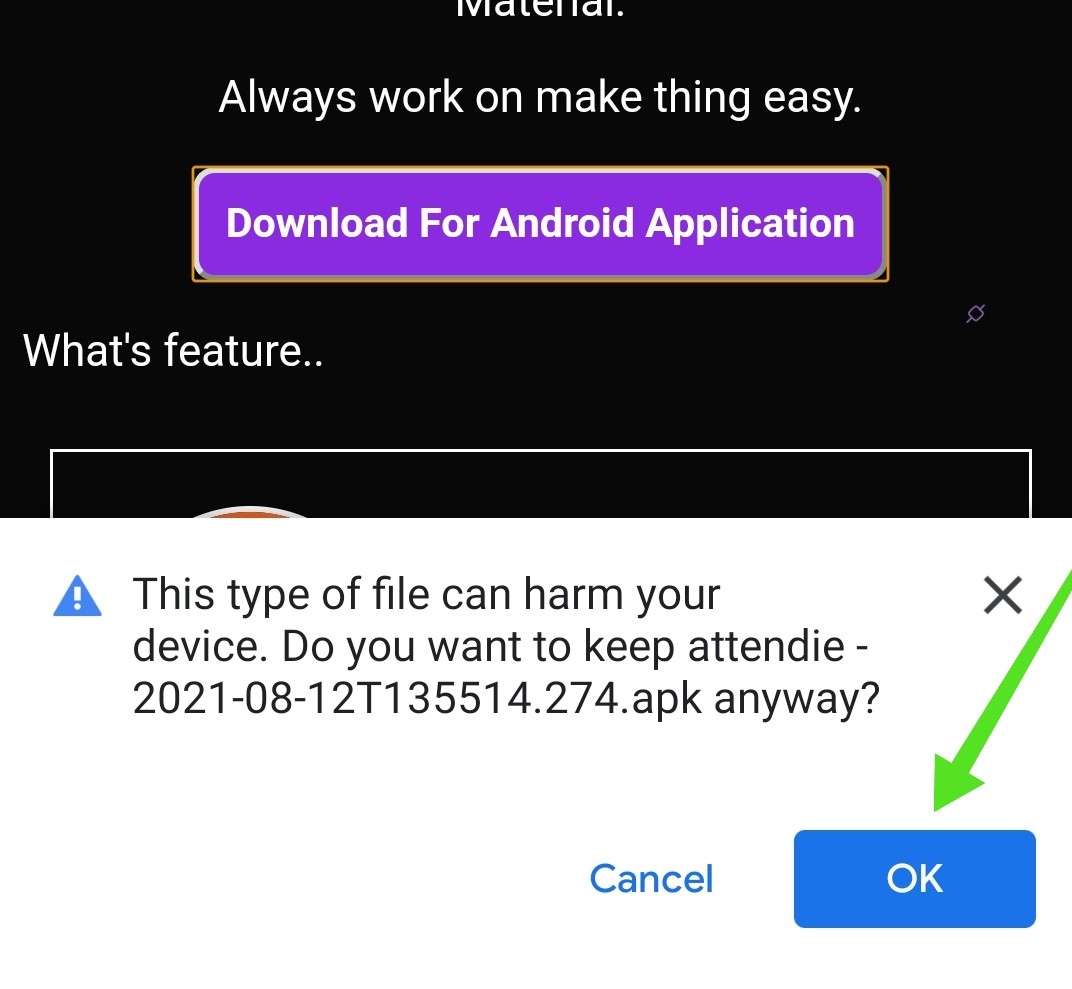 Material.
Always work on make thing easy.
Download For Android Application
What's feature..
This type of file can harm your
device. Do you want to keep attendie -
2021-08-12T135514.274.apk anyway?
Cancel
OK